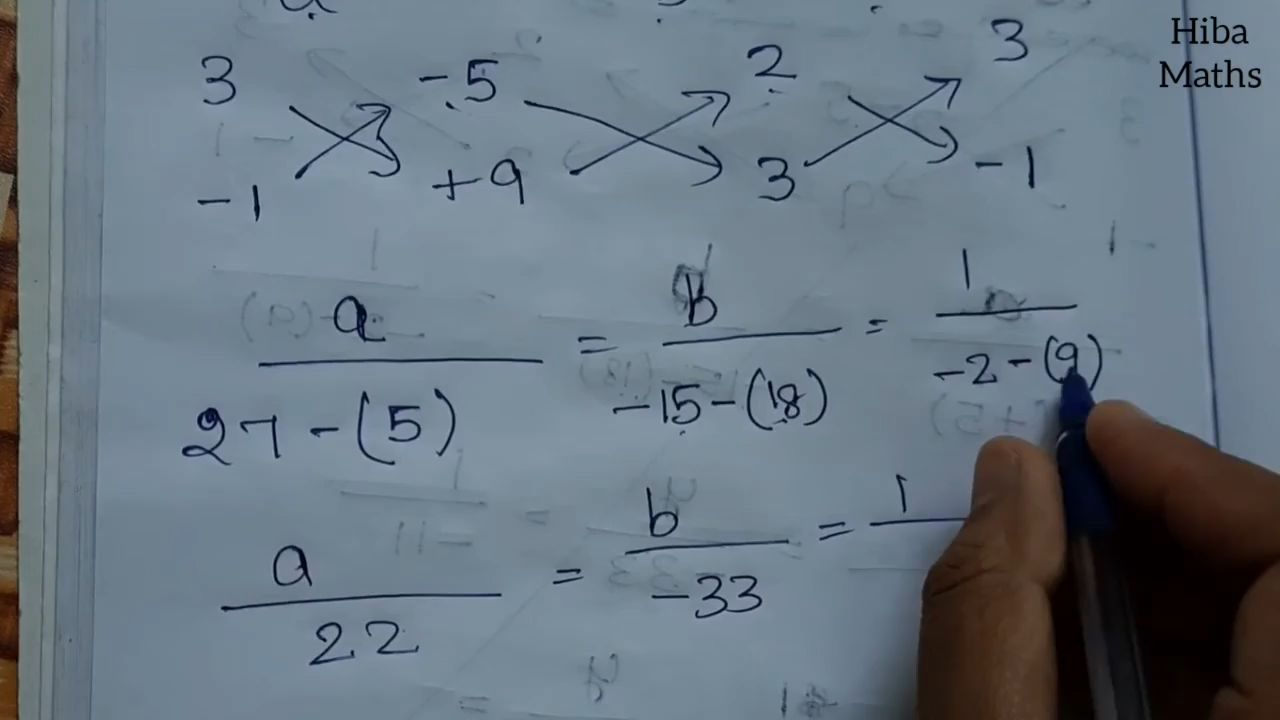 Hiba
Maths
3 -5 2 3
-1 +9 3 -1
a = b = 1
27-(5) -15-(18) -2-(9)
a = b = 1
22 -33